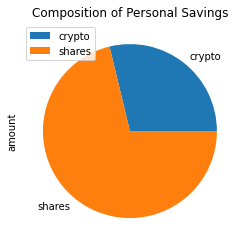 Composition of Personal Savings
crypto
shares
crypto
amount
shares